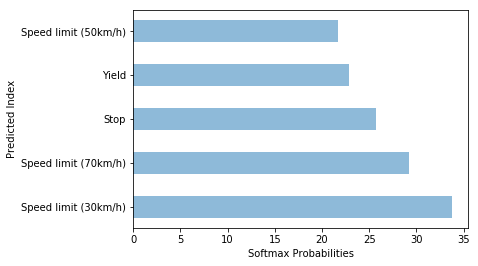 Speed limit (50km/h)
Yield
Stop
Speed limit (70km/h)
Speed limit (30km/h)
Predicted Index
0 5 10 15 20 25 30 35
Softmax Probabilities